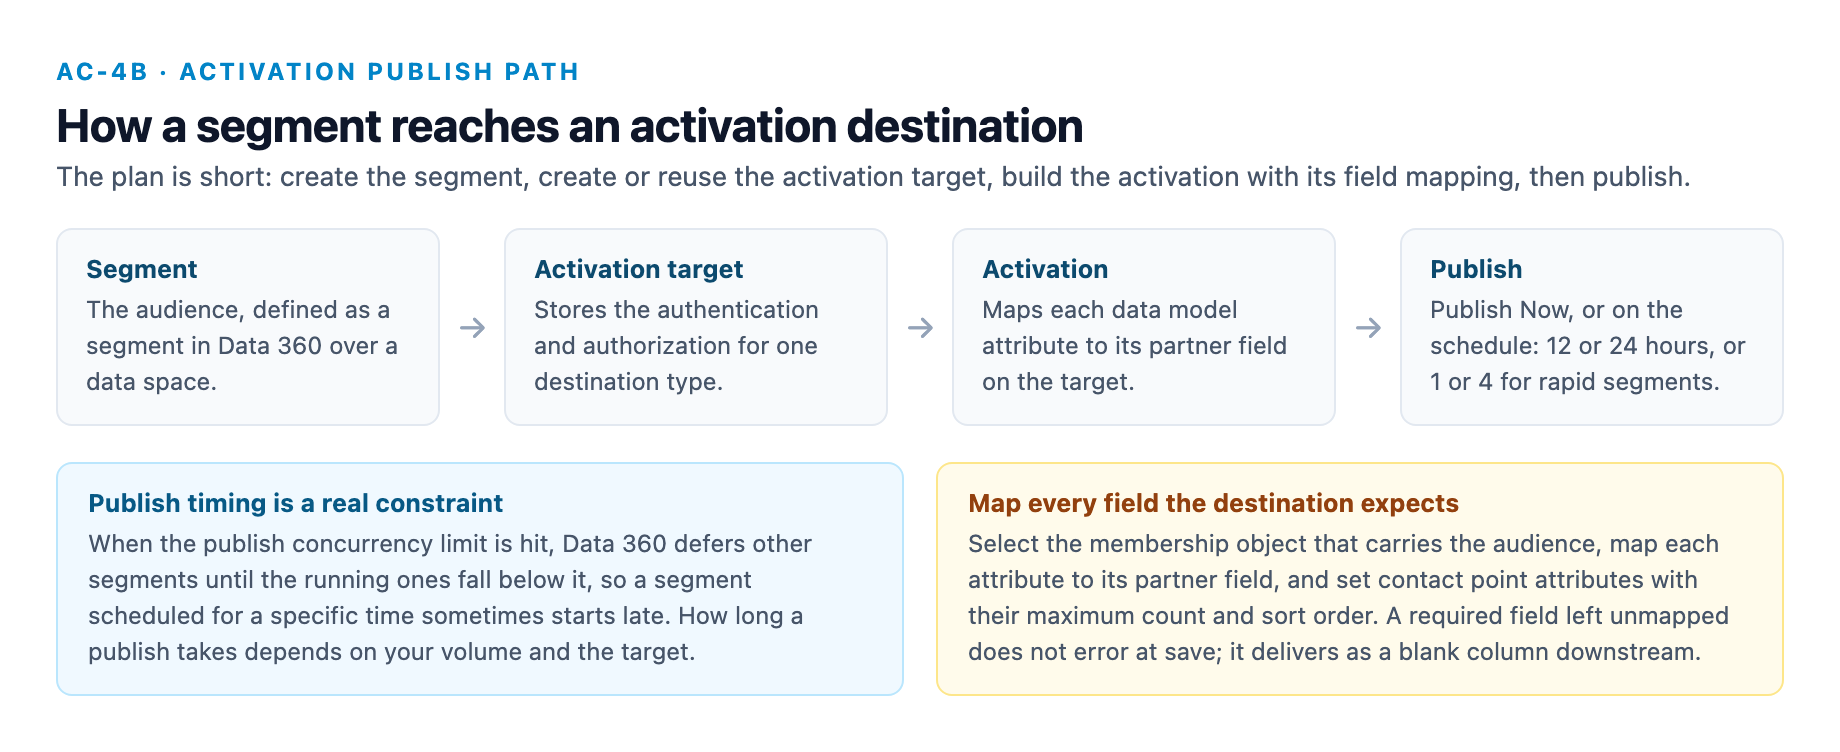 AC-4B · ACTIVATION PUBLISH PATH
How a segment reaches an activation destination
The plan is short: create the segment, create or reuse the activation target, build the activation with its field mapping, then publish.
Segment
The audience, defined as a
segment in Data 360 over a
data space.
→
Activation target
Stores the authentication
and authorization for one
destination type.
→
Activation
Maps each data model
attribute to its partner field
on the target.
→
Publish
Publish Now, or on the
schedule: 12 or 24 hours, or
1 or 4 for rapid segments.
Publish timing is a real constraint
When the publish concurrency limit is hit, Data 360 defers other
segments until the running ones fall below it, so a segment
scheduled for a specific time sometimes starts late. How long a
publish takes depends on your volume and the target.
Map every field the destination expects
Select the membership object that carries the audience, map each
attribute to its partner field, and set contact point attributes with
their maximum count and sort order. A required field left unmapped
does not error at save; it delivers as a blank column downstream.